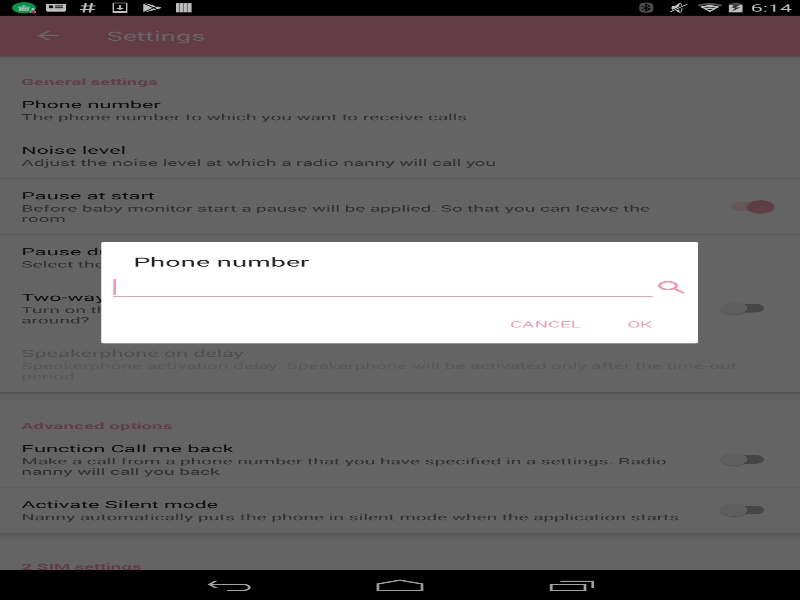 6:14
Settings
General settings
Phone number
The phone number to which you want to receive calls
Noise level
Adjust the noise level at which a radio nanny will call you
Pause at start
Before baby monitor start a pause will be applied. So that you can leave the
room
Pause d
Select the
Phone number
CANCEL OK
Two-way
Turn on th
around?
Speakerphone on delay
Speakerphone activation delay. Speakerphone will be activated only after the time-out
period
Advanced options
Function Call me back
Make a call from a phone number that you have specified in a settings. Radio
nanny will call you back
Activate Silent mode
Nanny automatically puts the phone in silent mode when the application starts
2 SIM settings